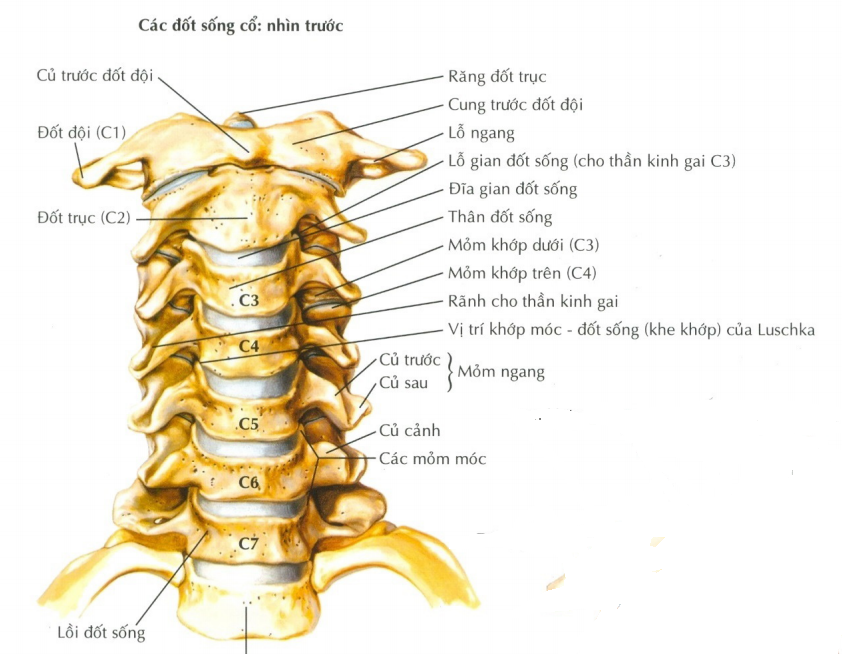 Các đốt sống cổ: nhìn trước
Củ trước đốt đội
Răng đốt trục
Cung trước đốt đội
Đốt đội (C1)
Lỗ ngang
Lỗ gian đốt sống (cho thần kinh gai C3)
Đĩa gian đốt sống
Đốt trục (C2)
Thân đốt sống
Mỏm khớp dưới (C3)
Mỏm khớp trên (C4)
C3
Rãnh cho thần kinh gai
Vị trí khớp móc - đốt sống (khe khớp) của Luschka
C4
Củ trước
Mỏm ngang
Củ sau
C5
Củ cảnh
Các mỏm móc
C6
C7
Lồi đốt sống